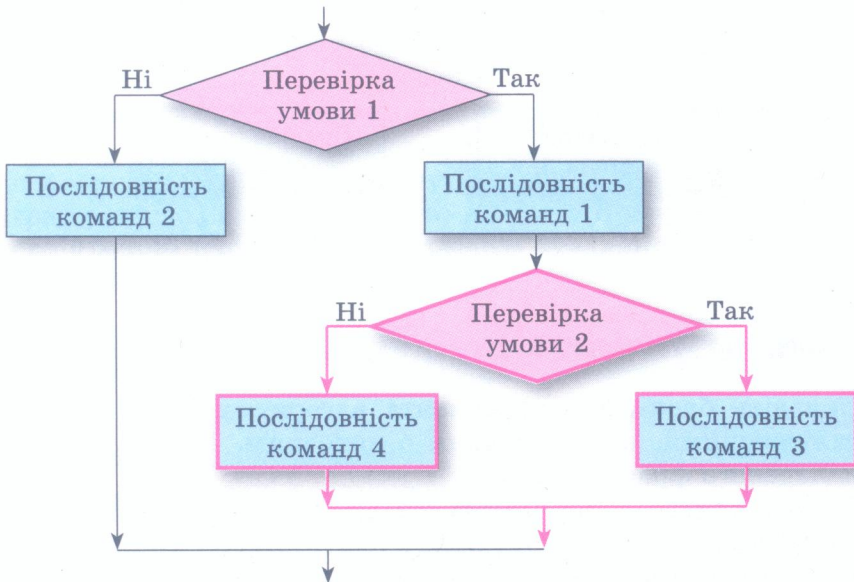 Перевірка
умови 1
Ні
Так
Послідовність
команд 2
Послідовність
команд 1
Перевірка
умови 2
Ні
Так
Послідовність
команд 4
Послідовність
команд 3